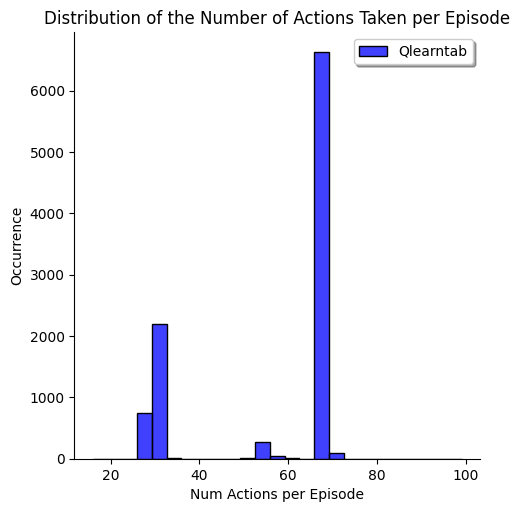 Distribution of the Number of Actions Taken per Episode
Qlearntab
6000
5000
4000
3000
2000
1000
0
Occurrence
20 40 60 80 100
Num Actions per Episode